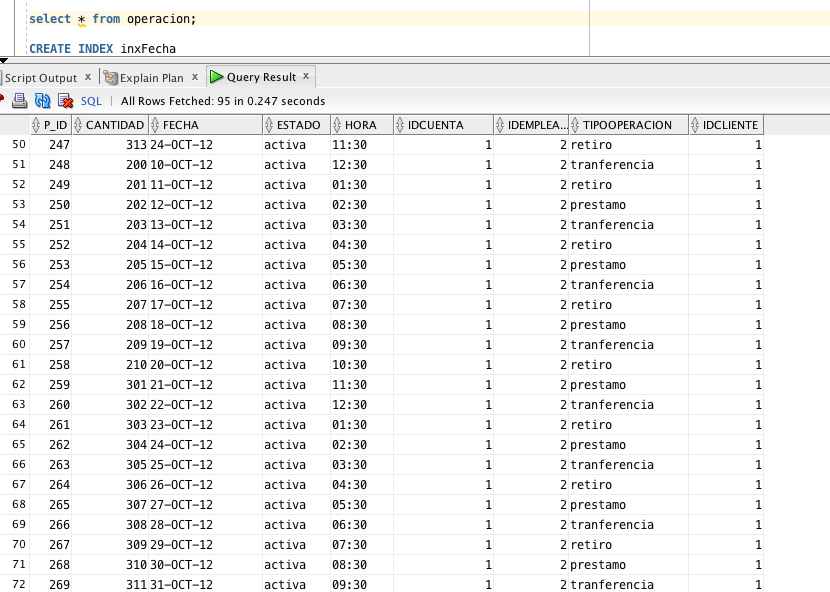 select * from operacion;
CREATE INDEX inxFecha
Script Output x Explain Plan x Query Result x
SQL | All Rows Fetched: 95 in 0.247 seconds
P_ID CANTIDAD FECHA ESTADO HORA IDCUENTA IDEMPLEA... TIPOOPERACION IDCLIENTE
50 247 313 24-OCT-12 activa 11:30 1 2 retiro 1
51 248 200 10-OCT-12 activa 12:30 1 2 tranferencia 1
52 249 201 11-OCT-12 activa 01:30 1 2 retiro 1
53 250 202 12-OCT-12 activa 02:30 1 2 prestamo 1
54 251 203 13-OCT-12 activa 03:30 1 2 tranferencia 1
55 252 204 14-OCT-12 activa 04:30 1 2 retiro 1
56 253 205 15-OCT-12 activa 05:30 1 2 prestamo 1
57 254 206 16-OCT-12 activa 06:30 1 2 tranferencia 1
58 255 207 17-OCT-12 activa 07:30 1 2 retiro 1
59 256 208 18-OCT-12 activa 08:30 1 2 prestamo 1
60 257 209 19-OCT-12 activa 09:30 1 2 tranferencia 1
61 258 210 20-OCT-12 activa 10:30 1 2 retiro 1
62 259 301 21-OCT-12 activa 11:30 1 2 prestamo 1
63 260 302 22-OCT-12 activa 12:30 1 2 tranferencia 1
64 261 303 23-OCT-12 activa 01:30 1 2 retiro 1
65 262 304 24-OCT-12 activa 02:30 1 2 prestamo 1
66 263 305 25-OCT-12 activa 03:30 1 2 tranferencia 1
67 264 306 26-OCT-12 activa 04:30 1 2 retiro 1
68 265 307 27-OCT-12 activa 05:30 1 2 prestamo 1
69 266 308 28-OCT-12 activa 06:30 1 2 tranferencia 1
70 267 309 29-OCT-12 activa 07:30 1 2 retiro 1
71 268 310 30-OCT-12 activa 08:30 1 2 prestamo 1
72 269 311 31-OCT-12 activa 09:30 1 2 tranferencia 1